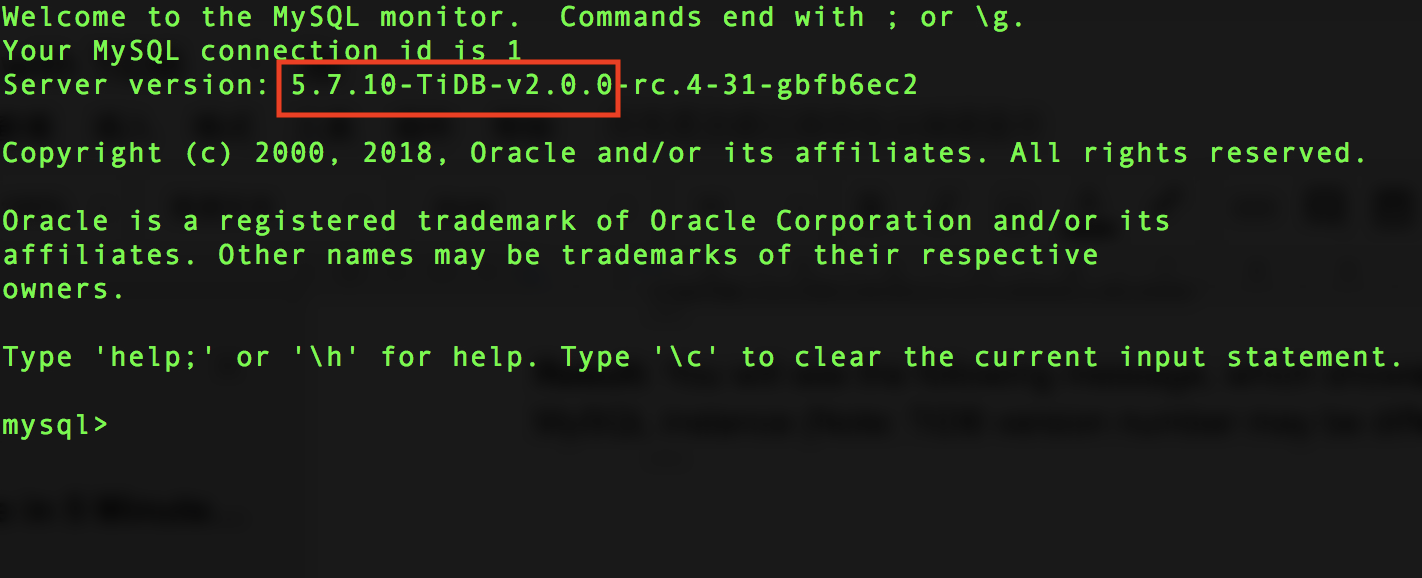 Welcome to the MySQL monitor.  Commands end with ; or \g.
Your MySQL connection id is 1
Server version: 5.7.10-TiDB-v2.0.0-rc.4-31-gbfb6ec2
Copyright (c) 2000, 2018, Oracle and/or its affiliates. All rights reserved.
Oracle is a registered trademark of Oracle Corporation and/or its
affiliates. Other names may be trademarks of their respective
owners.
Type 'help;' or '\h' for help. Type '\c' to clear the current input statement.
mysql>